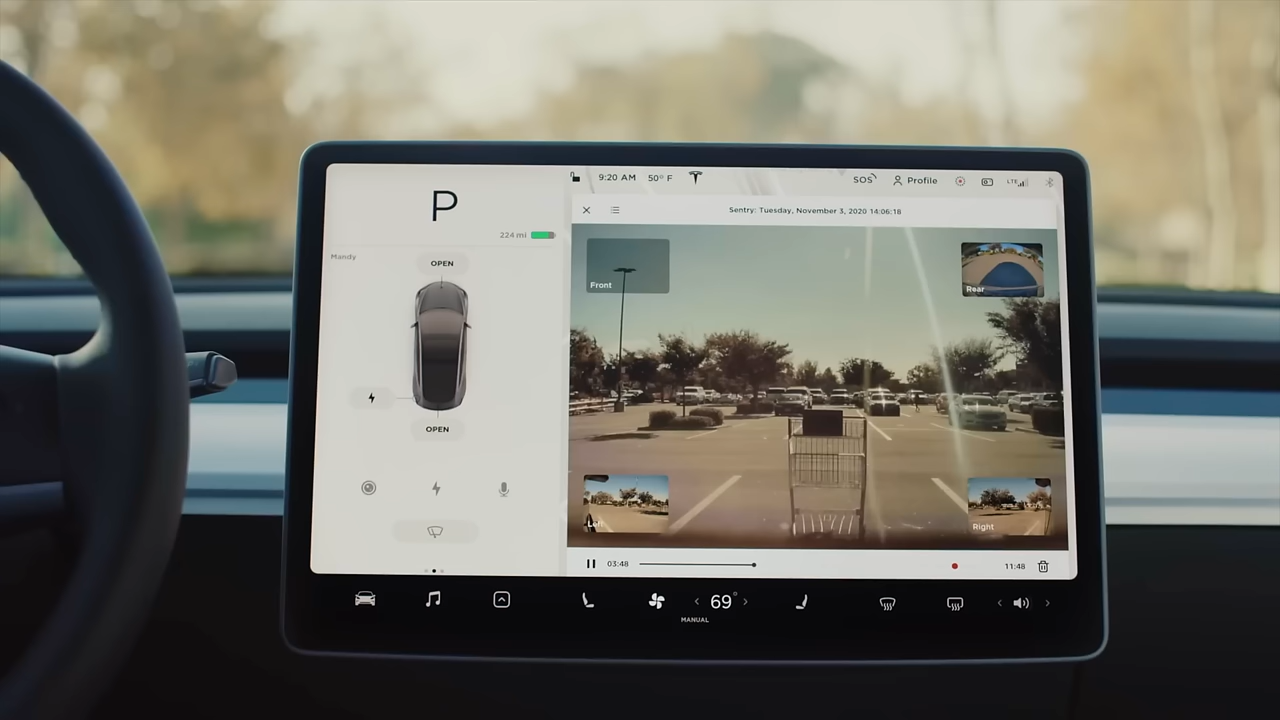 9:20 AM 50° F SOS Profile LTE
P
224 mi
Mandy
OPEN
OPEN
Sentry: Tuesday, November 3, 2020 14:06:18
Front
Rear
Left
Right
03:48 11:48
69°
MANUAL